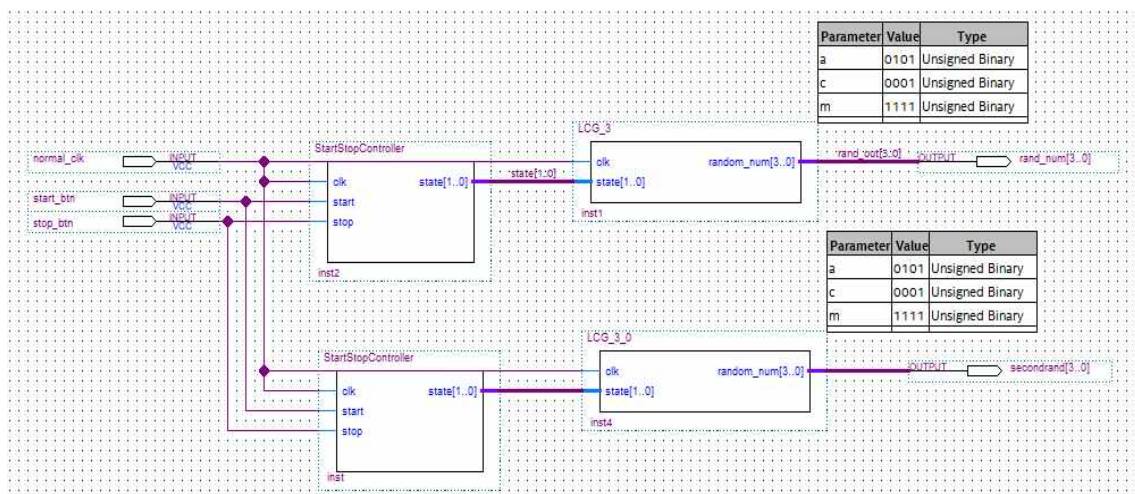 Parameter Value Type
a 0101 Unsigned Binary
c 0001 Unsigned Binary
m 1111 Unsigned Binary
LCG_3
StartStopController
normal_clk INPUT VCC
clk random_num[3..0] rand_out[3..0] OUTPUT rand_num[3..0]
clk state[1..0] state[1..0] state[1..0]
start_btn INPUT VCC start
stop_btn INPUT VCC stop
inst1
inst2
Parameter Value Type
a 0101 Unsigned Binary
c 0001 Unsigned Binary
m 1111 Unsigned Binary
LCG_3_0
StartStopController
clk random_num[3..0] OUTPUT secondrand[3..0]
clk state[1..0] state[1..0]
start
stop
inst4
inst